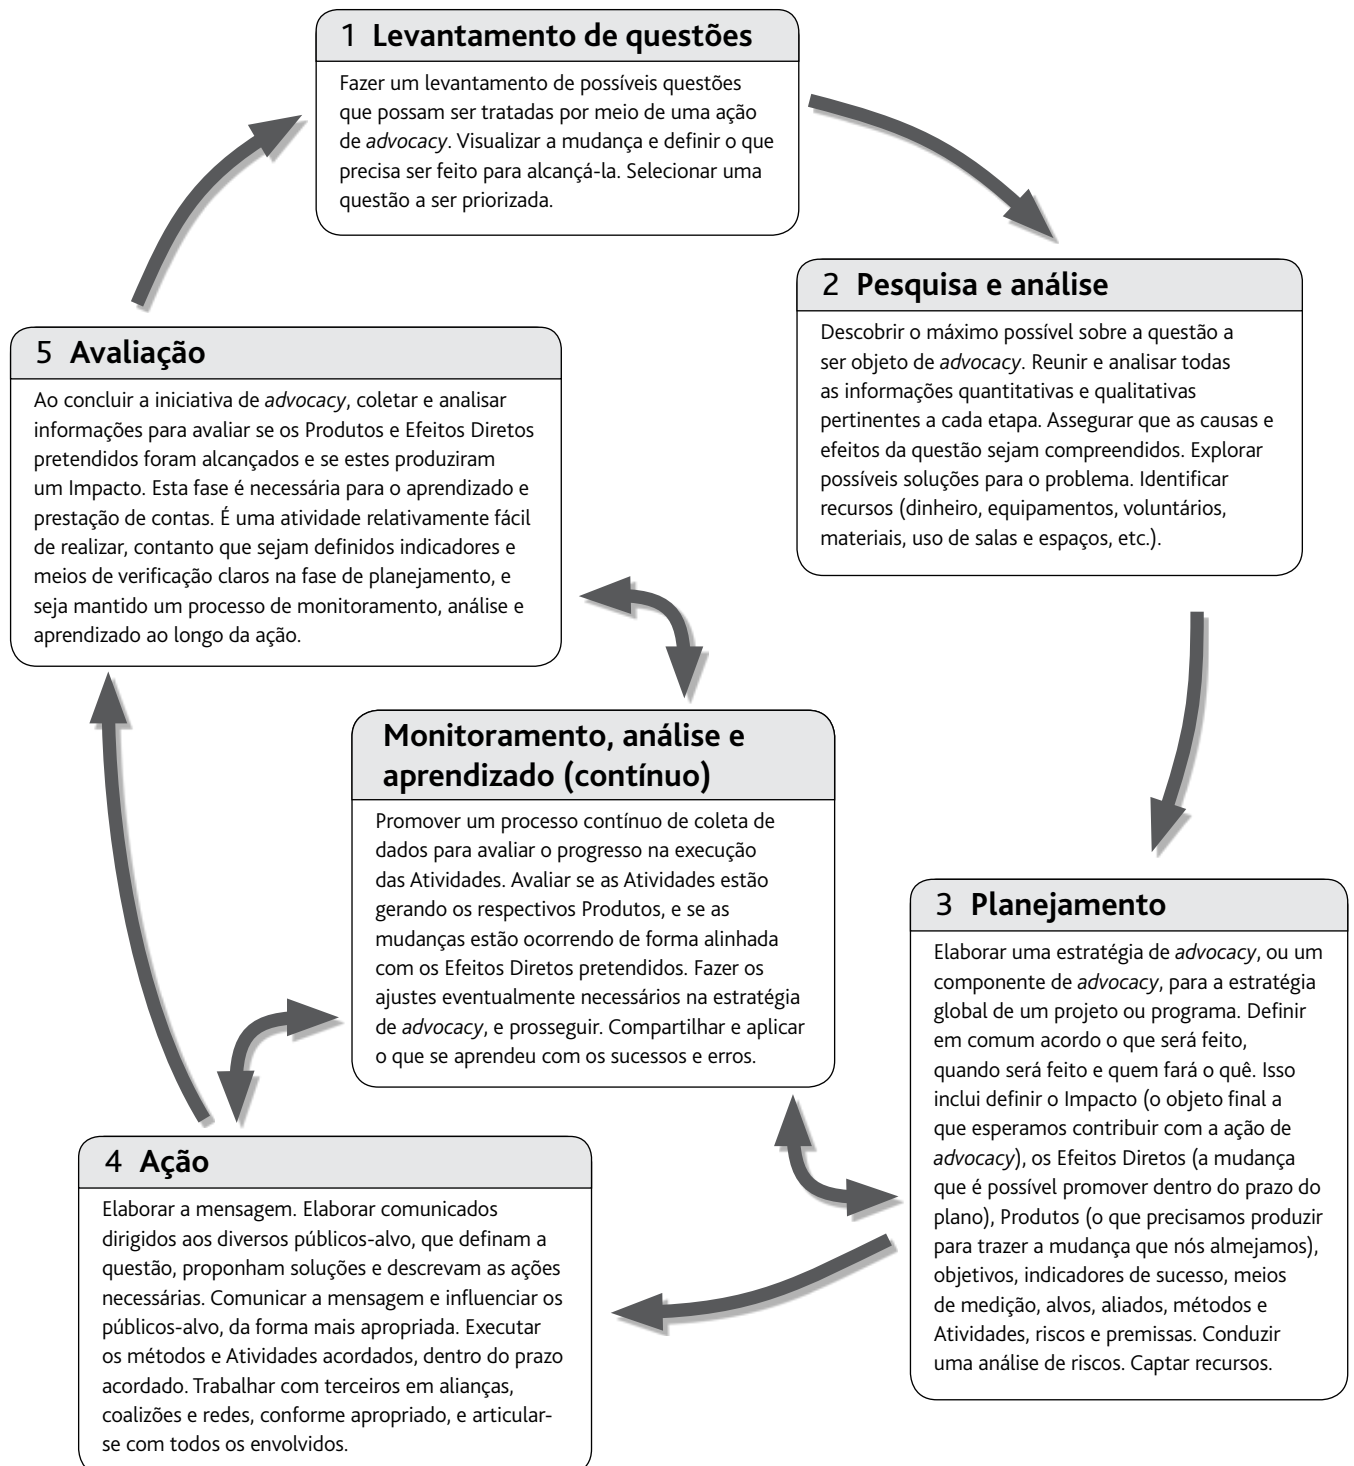 1 Levantamento de questões
Fazer um levantamento de possíveis questões
que possam ser tratadas por meio de uma ação
de advocacy. Visualizar a mudança e definir o que
precisa ser feito para alcançá-la. Selecionar uma
questão a ser priorizada.
2 Pesquisa e análise
Descobrir o máximo possível sobre a questão a
ser objeto de advocacy. Reunir e analisar todas
as informações quantitativas e qualitativas
pertinentes a cada etapa. Assegurar que as causas e
efeitos da questão sejam compreendidos. Explorar
possíveis soluções para o problema. Identificar
recursos (dinheiro, equipamentos, voluntários,
materiais, uso de salas e espaços, etc.).
3 Planejamento
Elaborar uma estratégia de advocacy, ou um
componente de advocacy, para a estratégia
global de um projeto ou programa. Definir
em comum acordo o que será feito,
quando será feito e quem fará o quê. Isso
inclui definir o Impacto (o objeto final a
que esperamos contribuir com a ação de
advocacy), os Efeitos Diretos (a mudança
que é possível promover dentro do prazo do
plano), Produtos (o que precisamos produzir
para trazer a mudança que nós almejamos),
objetivos, indicadores de sucesso, meios
de medição, alvos, aliados, métodos e
Atividades, riscos e premissas. Conduzir
uma análise de riscos. Captar recursos.
4 Ação
Elaborar a mensagem. Elaborar comunicados
dirigidos aos diversos públicos-alvo, que definam a
questão, proponham soluções e descrevam as ações
necessárias. Comunicar a mensagem e influenciar os
públicos-alvo, da forma mais apropriada. Executar
os métodos e Atividades acordados, dentro do prazo
acordado. Trabalhar com terceiros em alianças,
coalizões e redes, conforme apropriado, e articular-
se com todos os envolvidos.
5 Avaliação
Ao concluir a iniciativa de advocacy, coletar e analisar
informações para avaliar se os Produtos e Efeitos Diretos
pretendidos foram alcançados e se estes produziram
um Impacto. Esta fase é necessária para o aprendizado e
prestação de contas. É uma atividade relativamente fácil
de realizar, contanto que sejam definidos indicadores e
meios de verificação claros na fase de planejamento, e
seja mantido um processo de monitoramento, análise e
aprendizado ao longo da ação.
Monitoramento, análise e
aprendizado (contínuo)
Promover um processo contínuo de coleta de
dados para avaliar o progresso na execução
das Atividades. Avaliar se as Atividades estão
gerando os respectivos Produtos, e se as
mudanças estão ocorrendo de forma alinhada
com os Efeitos Diretos pretendidos. Fazer os
ajustes eventualmente necessários na estratégia
de advocacy, e prosseguir. Compartilhar e aplicar
o que se aprendeu com os sucessos e erros.